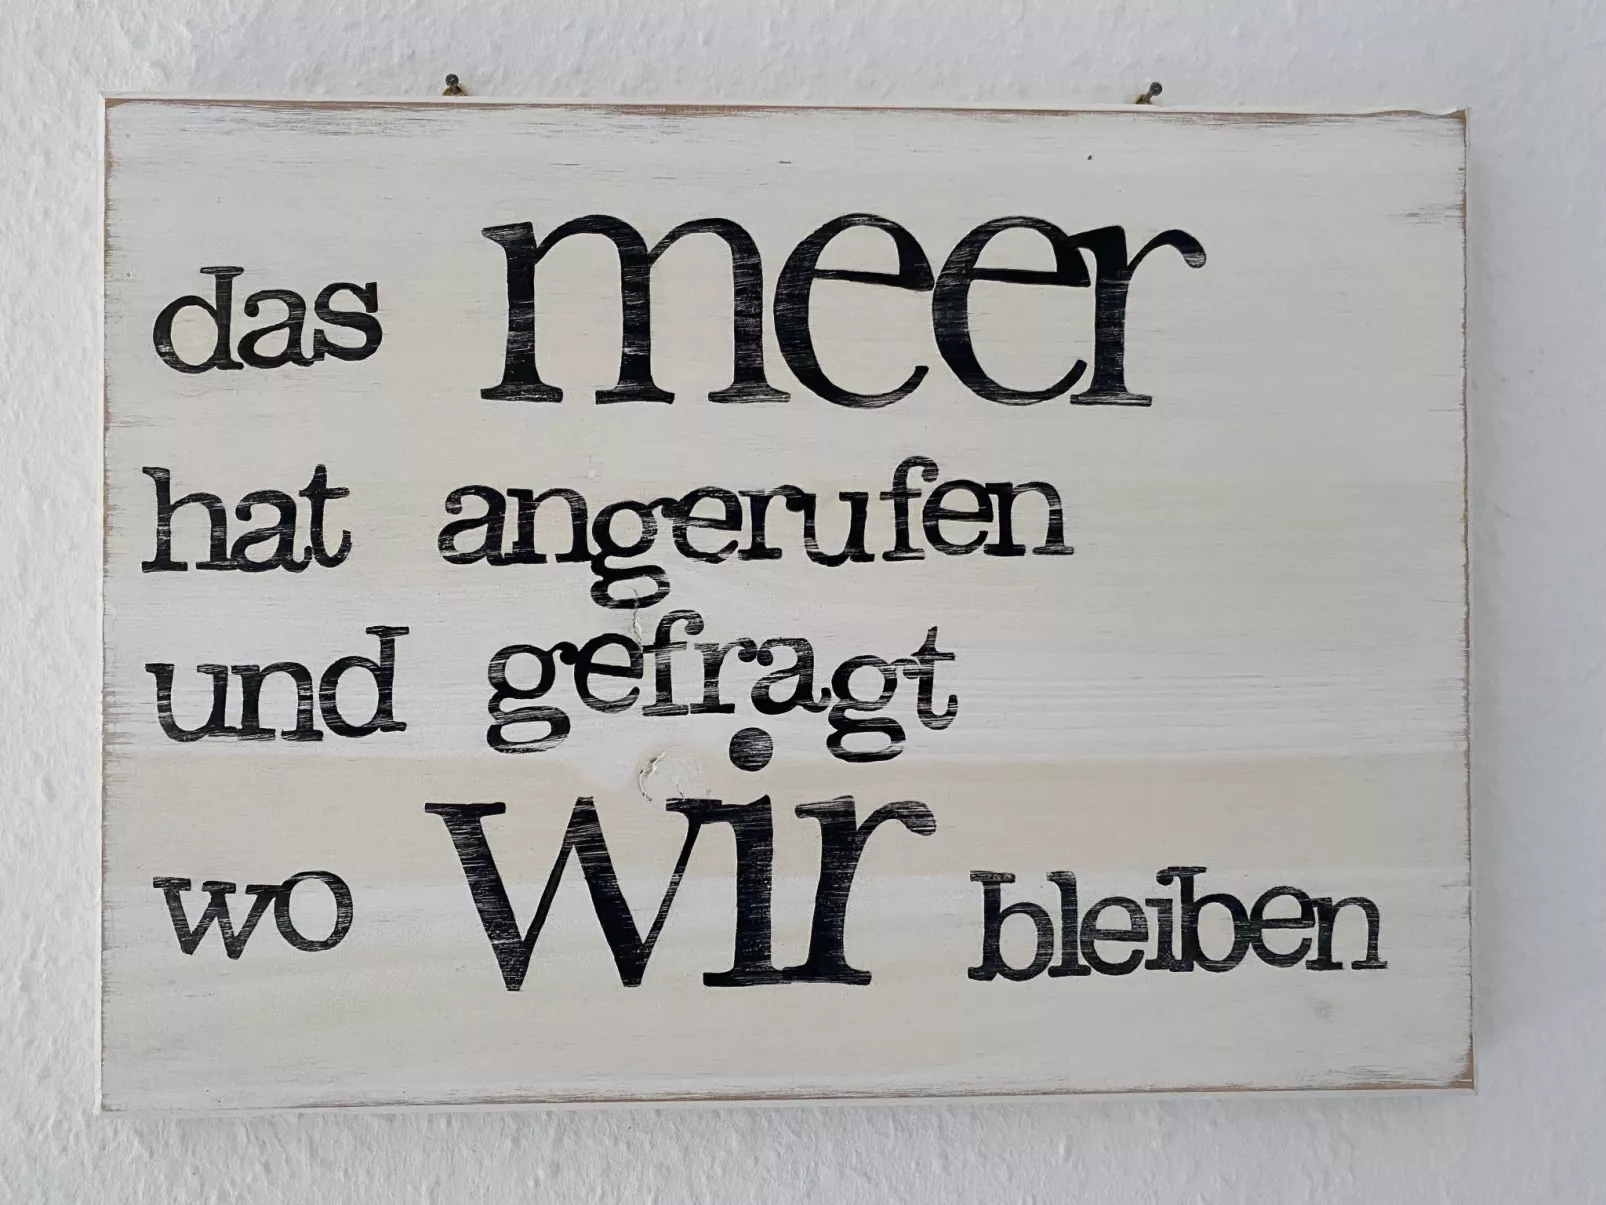 das meer
hat angerufen
und gefragt
wo wir bleiben